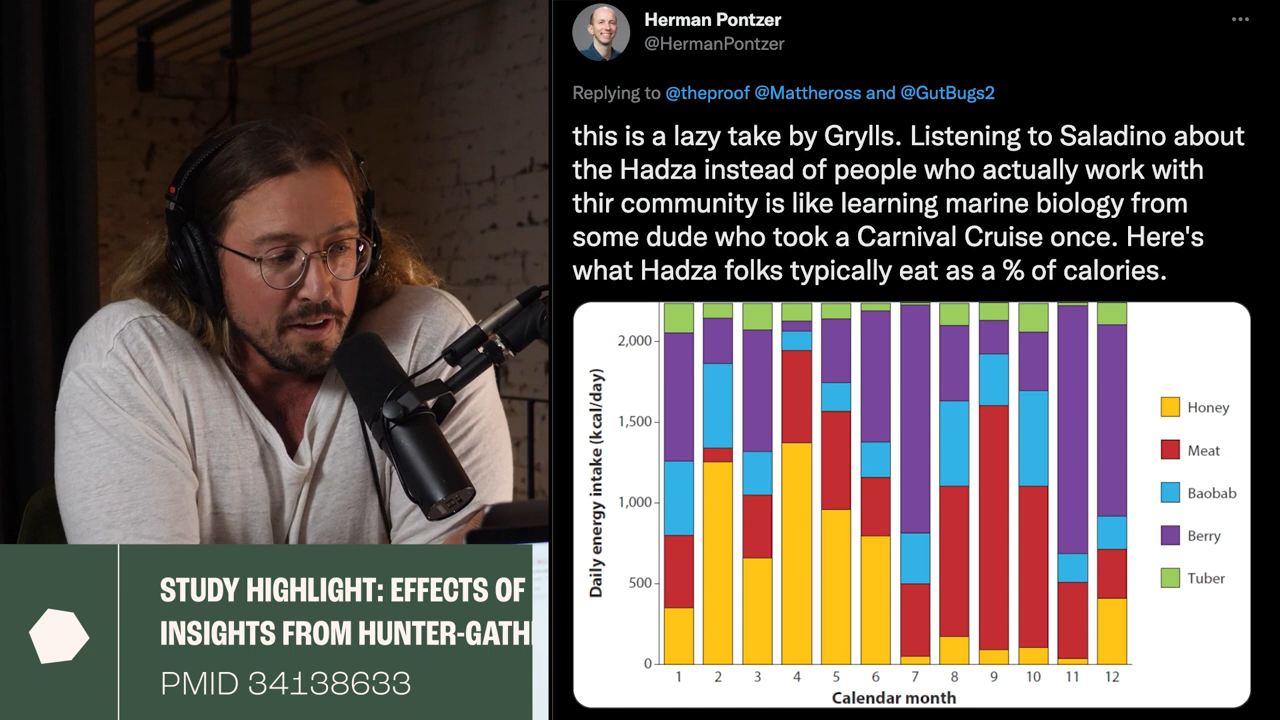 Herman Pontzer
@HermanPontzer
Replying to @theproof @Mattheross and @GutBugs2
this is a lazy take by Grylls. Listening to Saladino about
the Hadza instead of people who actually work with
thir community is like learning marine biology from
some dude who took a Carnival Cruise once. Here's
what Hadza folks typically eat as a % of calories.
Daily energy intake (kcal/day)
2,000
1,500
1,000
500
0
1 2 3 4 5 6 7 8 9 10 11 12
Calendar month
Honey
Meat
Baobab
Berry
Tuber
STUDY HIGHLIGHT: EFFECTS OF
INSIGHTS FROM HUNTER-GATH
PMID 34138633